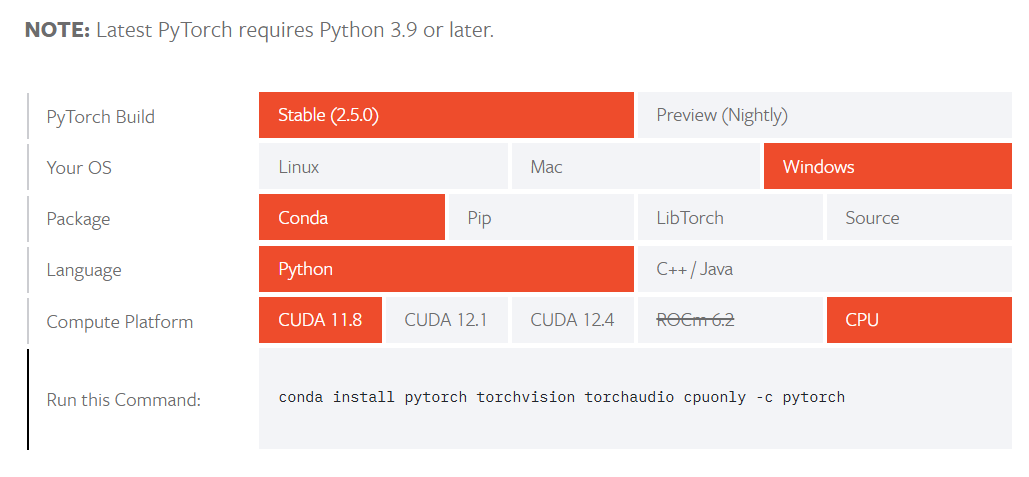 NOTE: Latest PyTorch requires Python 3.9 or later.
PyTorch Build Stable (2.5.0) Preview (Nightly)
Your OS Linux Mac Windows
Package Conda Pip LibTorch Source
Language Python C++ / Java
Compute Platform CUDA 11.8 CUDA 12.1 CUDA 12.4 ROCm 6.2 CPU
Run this Command: conda install pytorch torchvision torchaudio cpuonly -c pytorch